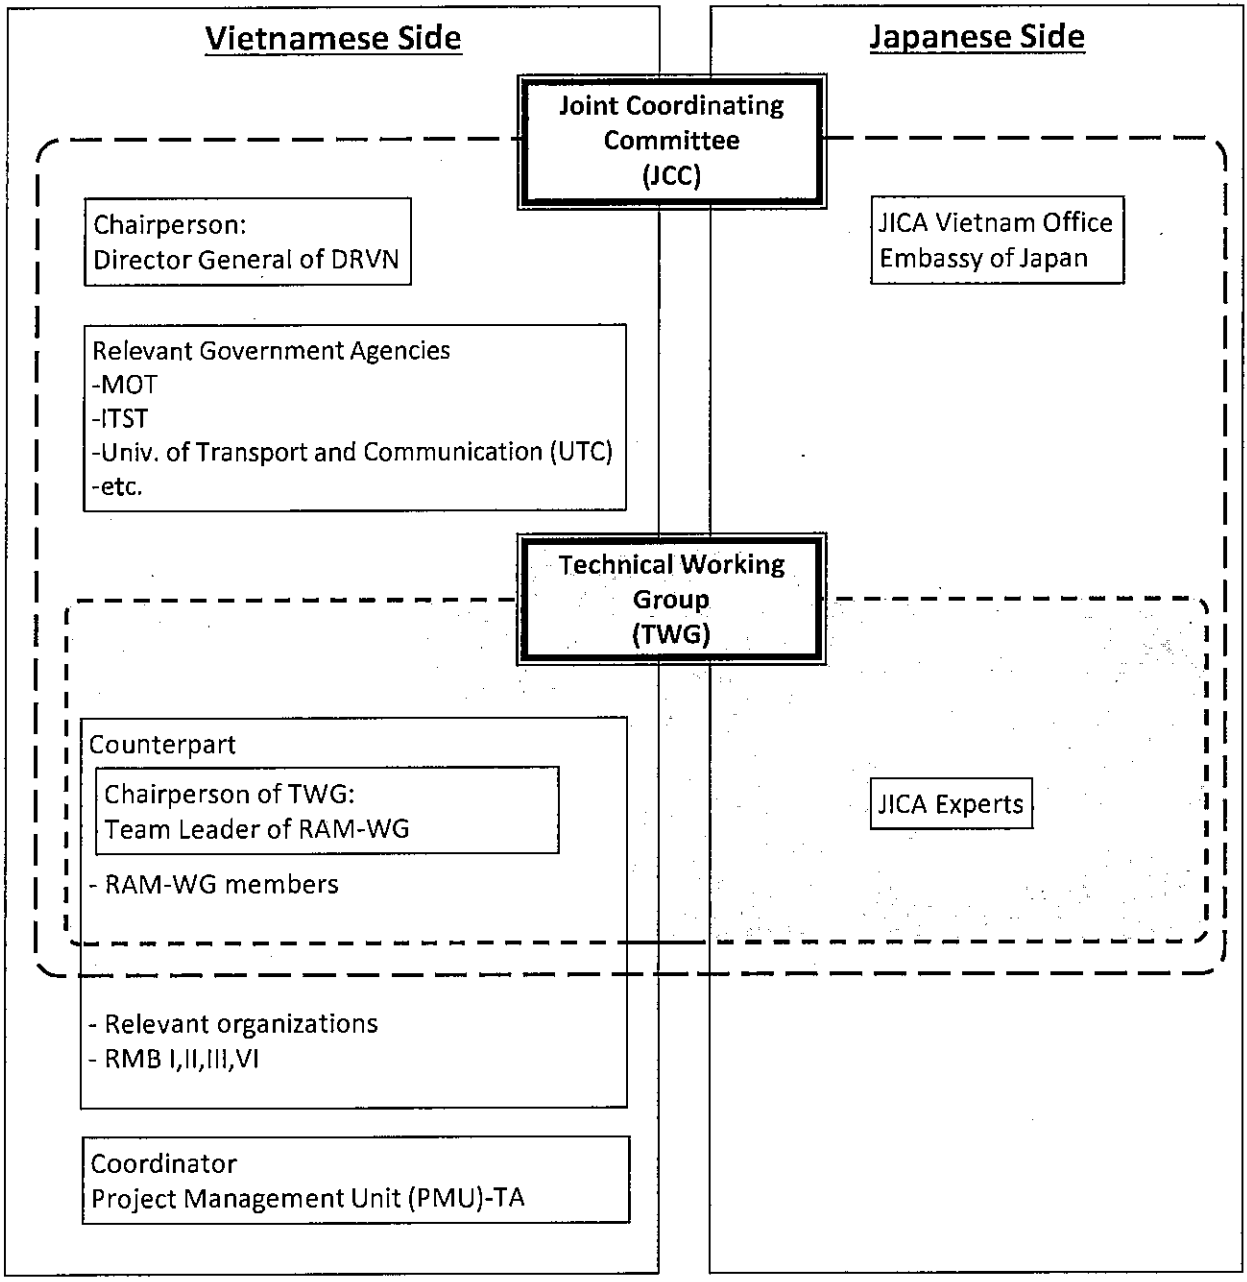 Vietnamese Side
Japanese Side
Joint Coordinating
Committee
(JCC)
Chairperson:
Director General of DRVN
JICA Vietnam Office
Embassy of Japan
Relevant Government Agencies
-MOT
-ITST
-Univ. of Transport and Communication (UTC)
-etc.
Technical Working
Group
(TWG)
Counterpart
Chairperson of TWG:
Team Leader of RAM-WG
- RAM-WG members
JICA Experts
- Relevant organizations
- RMB I,II,III,VI
Coordinator
Project Management Unit (PMU)-TA